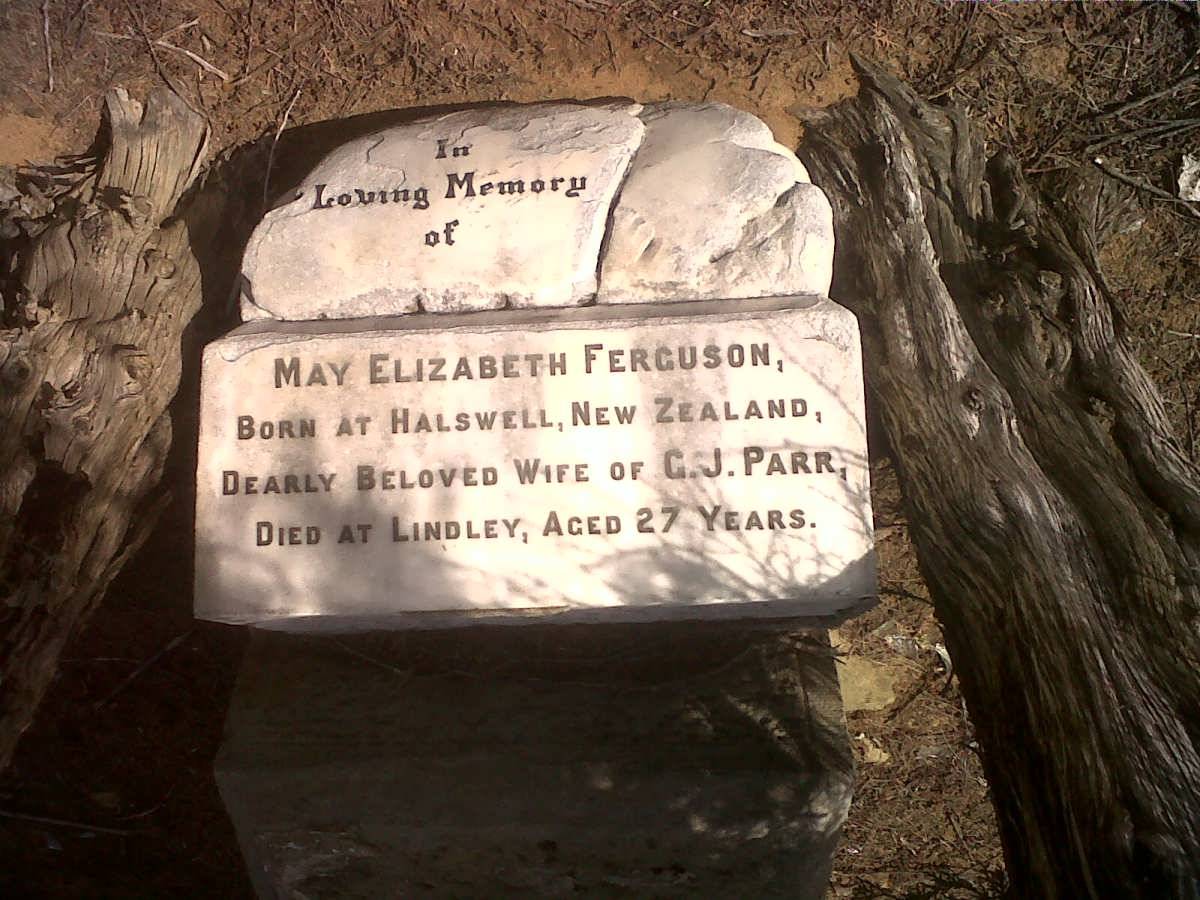 In
Loving Memory
of
MAY ELIZABETH FERGUSON,
BORN AT HALSWELL, NEW ZEALAND,
DEARLY BELOVED WIFE OF G.J. PARR,
DIED AT LINDLEY, AGED 27 YEARS.